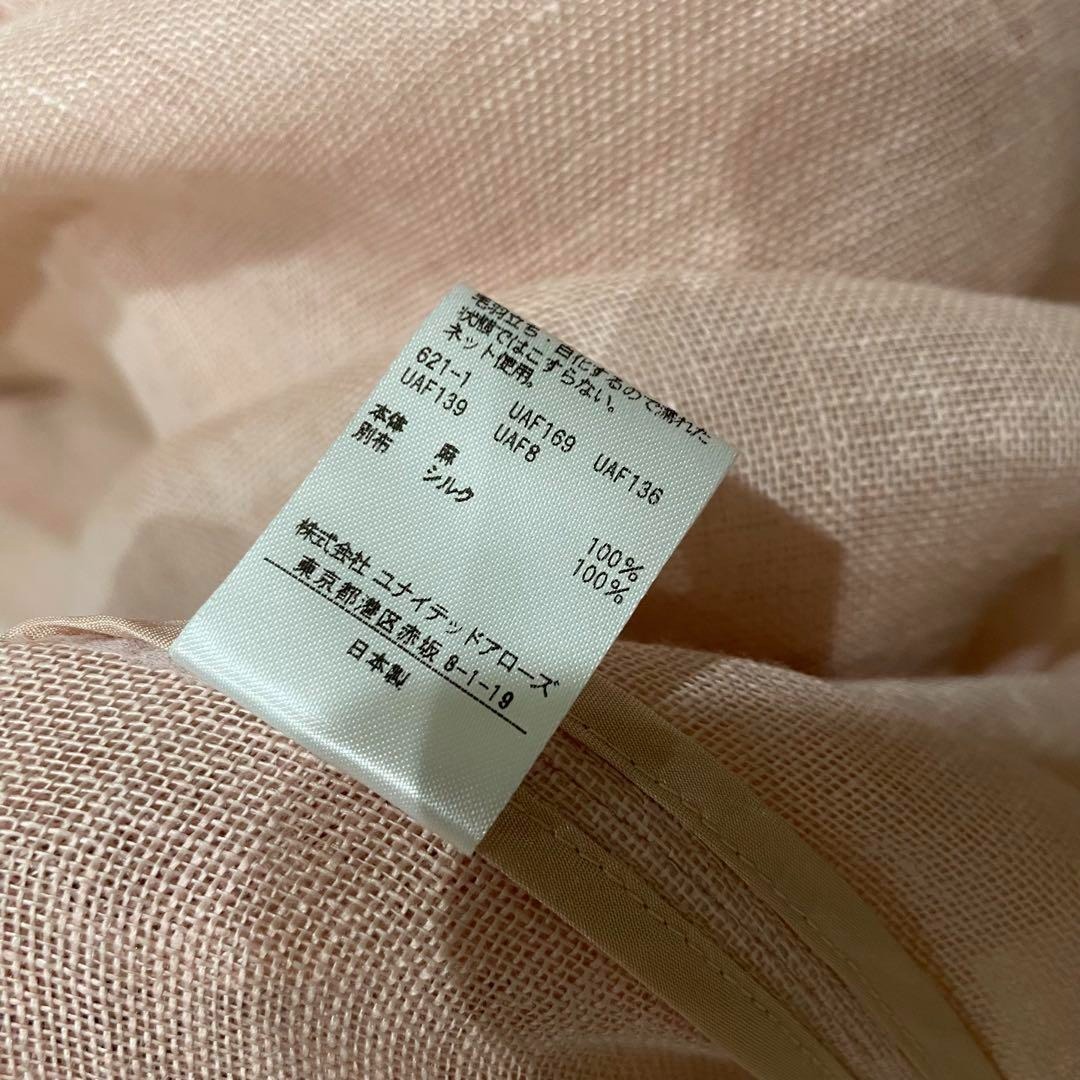 毛羽立ち・白化するので濡れた
状態ではこすらない。
ネット使用。
621-1
UAF139 UAF169 UAF136
UAF8
本体 麻 100%
別布 シルク 100%
株式会社 ユナイテッドアローズ
東京都港区赤坂 8-1-19
日本製